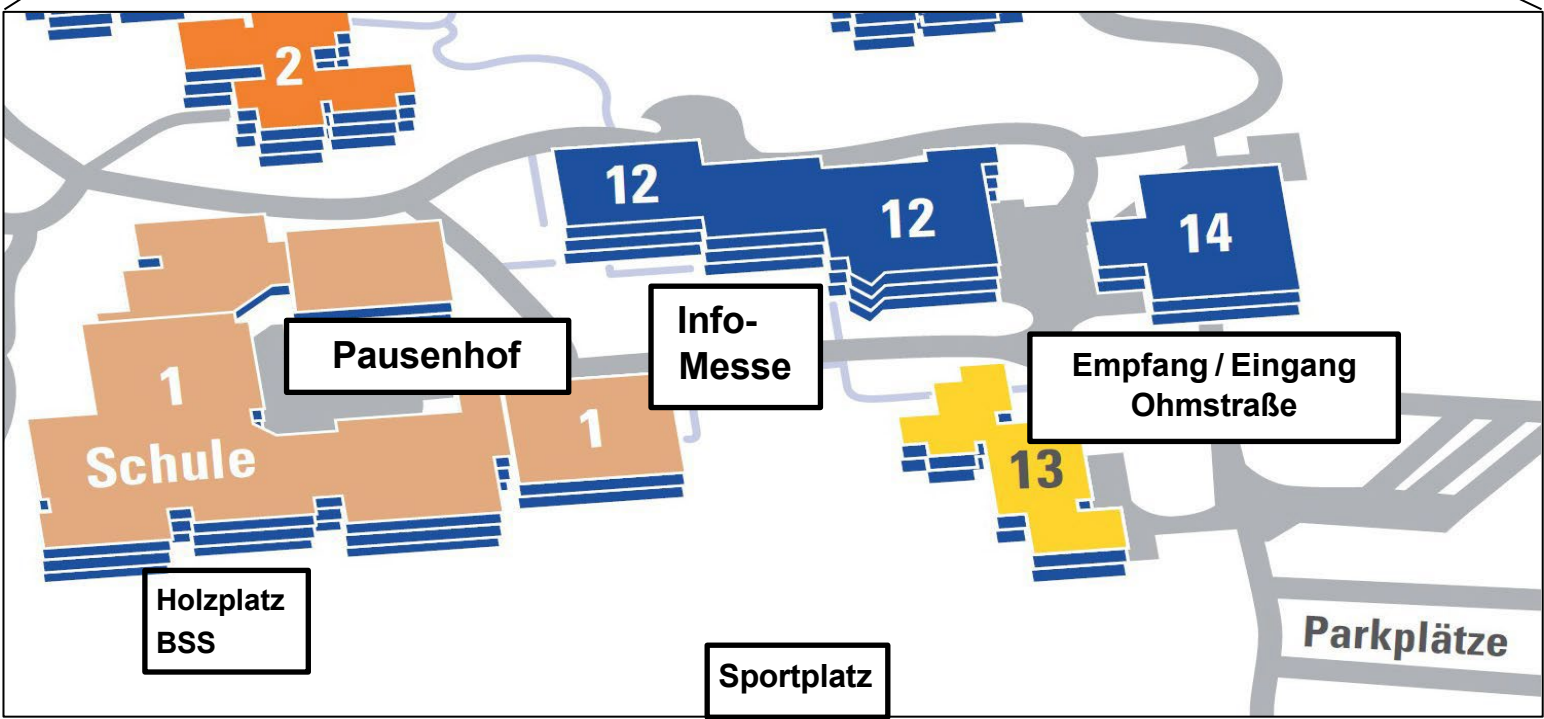 2
12
12
14
Info-
Messe
Pausenhof
Empfang / Eingang
Ohmstraße
1
1
Schule
13
Holzplatz
BSS
Parkplätze
Sportplatz